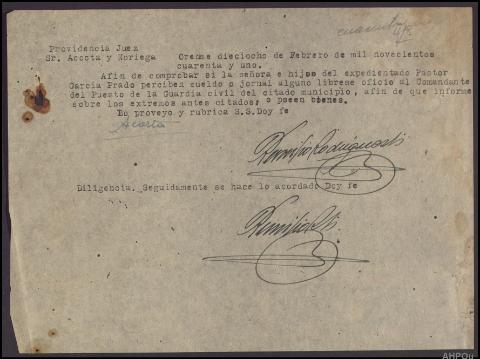 Providencia Juez
Sr. Acosta y Noriega Orense dieciocho de Febrero de mil novecientos
cuarenta y uno.
Afin de comprobar si la señora e hijos del expedientado Pastor
García Prado perciben sueldo o jornal alguno librese oficio al Comandante
del Puesto de la Guardia civil del citado municipio, afin de que informe
sobre los extremos antes citados; o pseen bienes.
Lo proveyo y rubrica S.S.Doy fe
Acosta
Diligencia. Seguidamente se hace lo acordado Doy fe
AHPOu